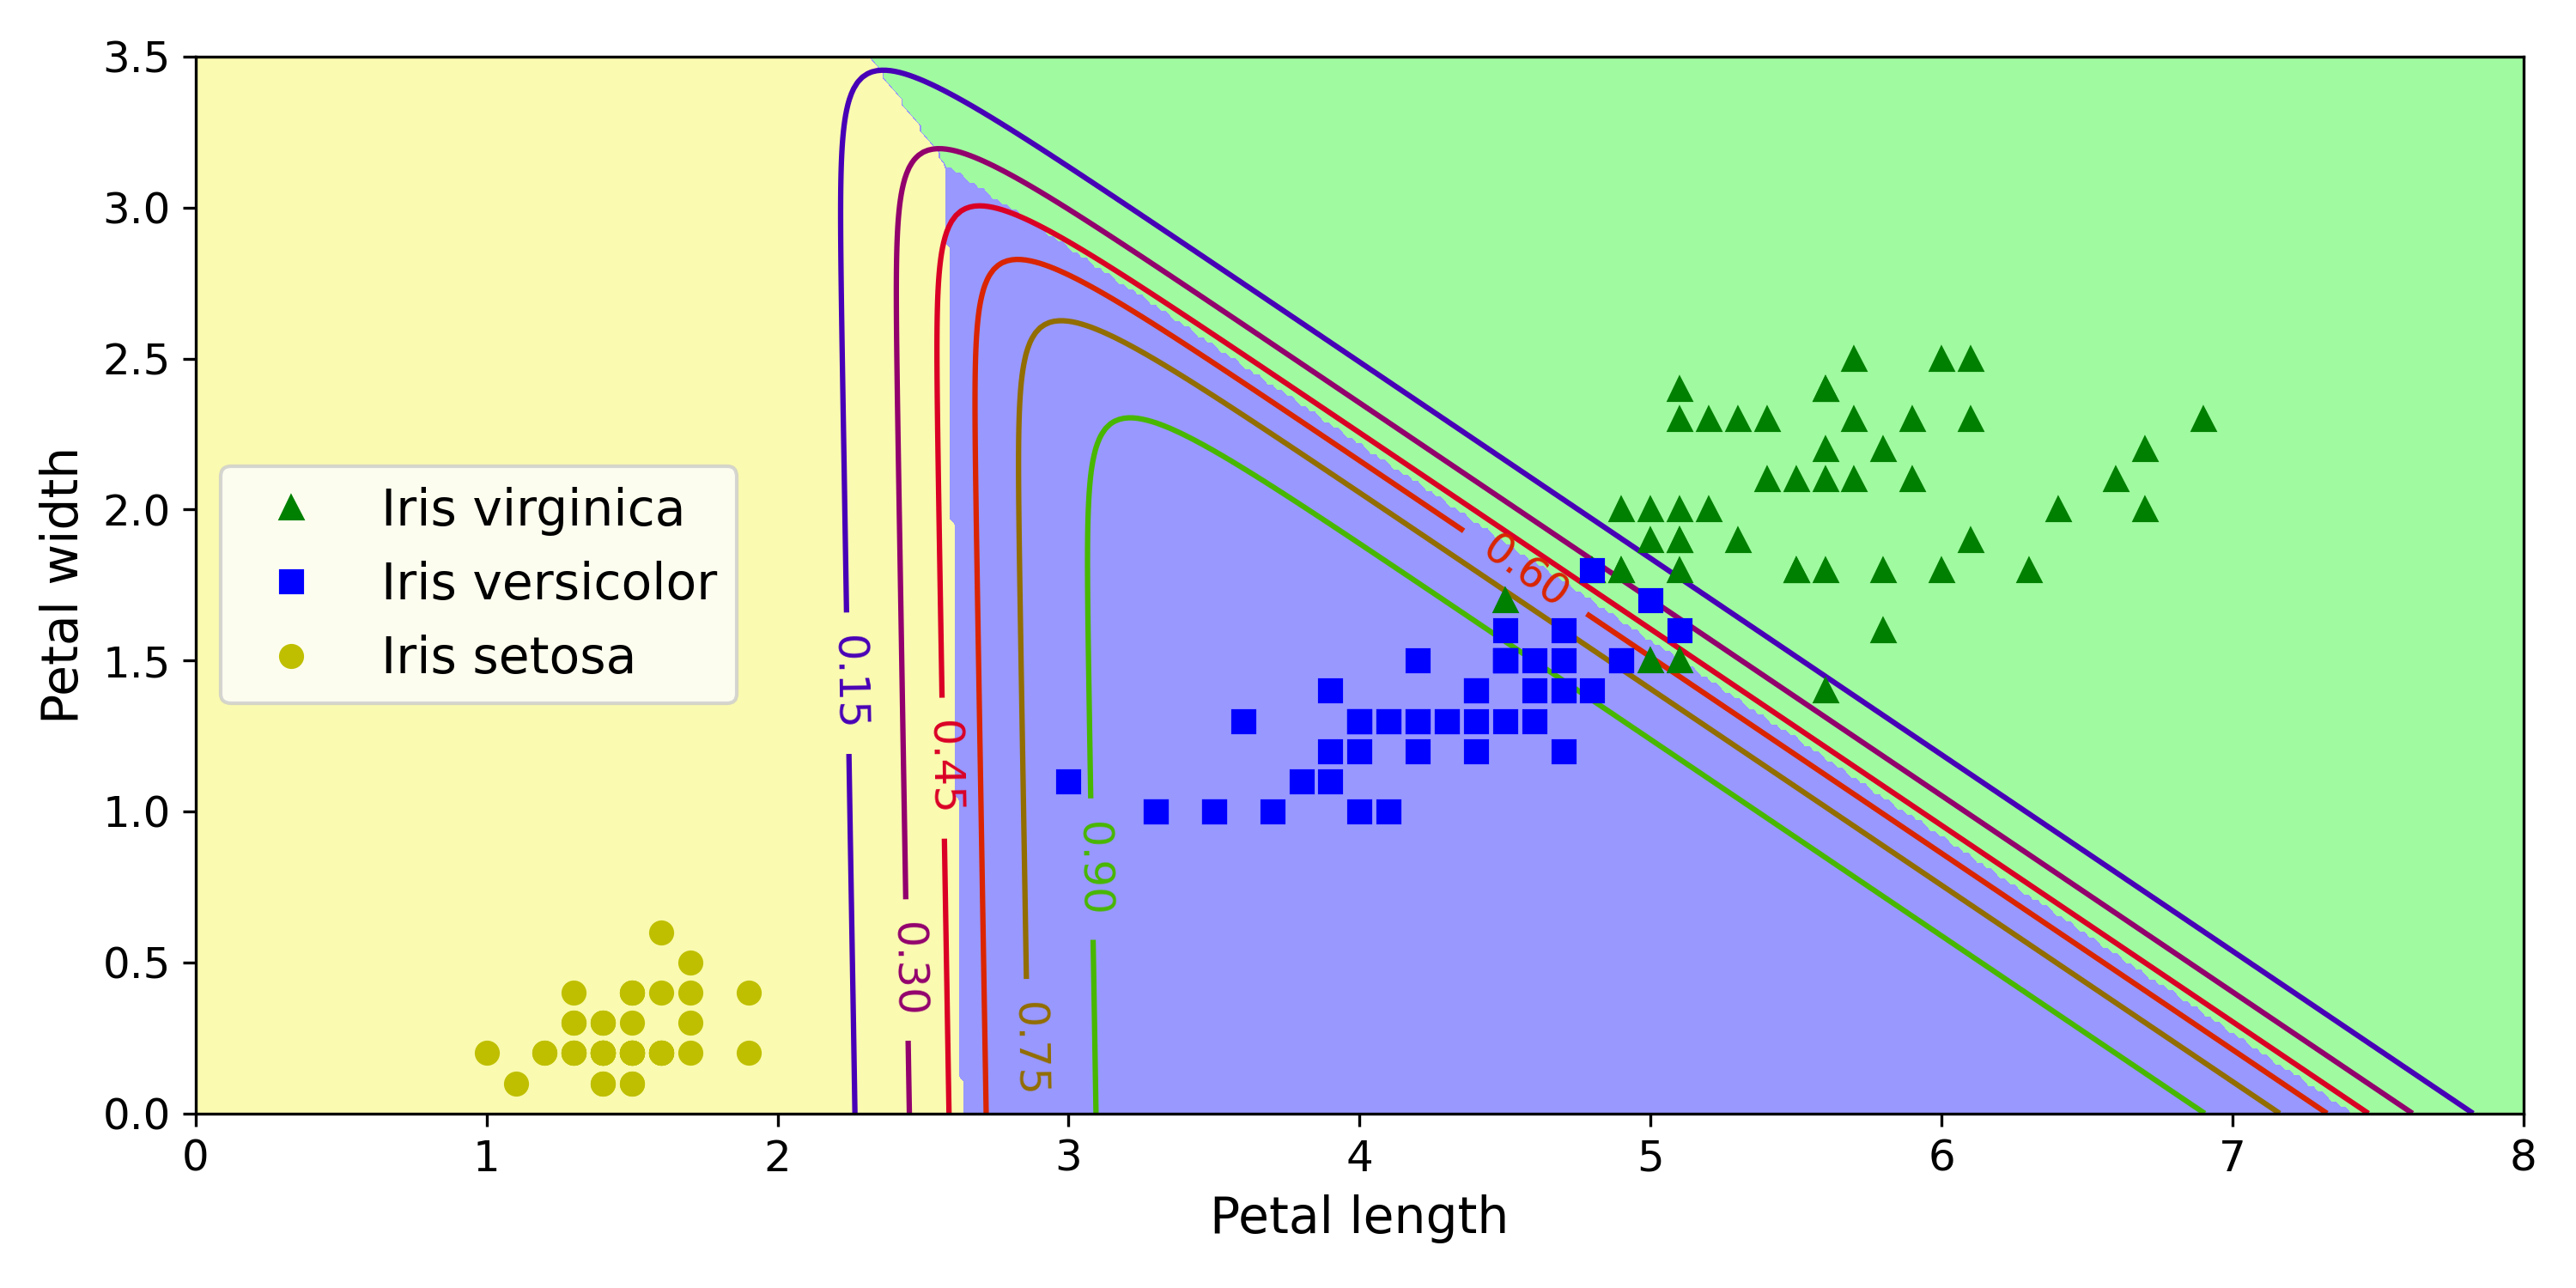 3.5
3.0
2.5
2.0
1.5
1.0
0.5
0.0
Petal width
Iris virginica
Iris versicolor
Iris setosa
0.15
0.30
0.45
0.60
0.75
0.90
0 1 2 3 4 5 6 7 8
Petal length